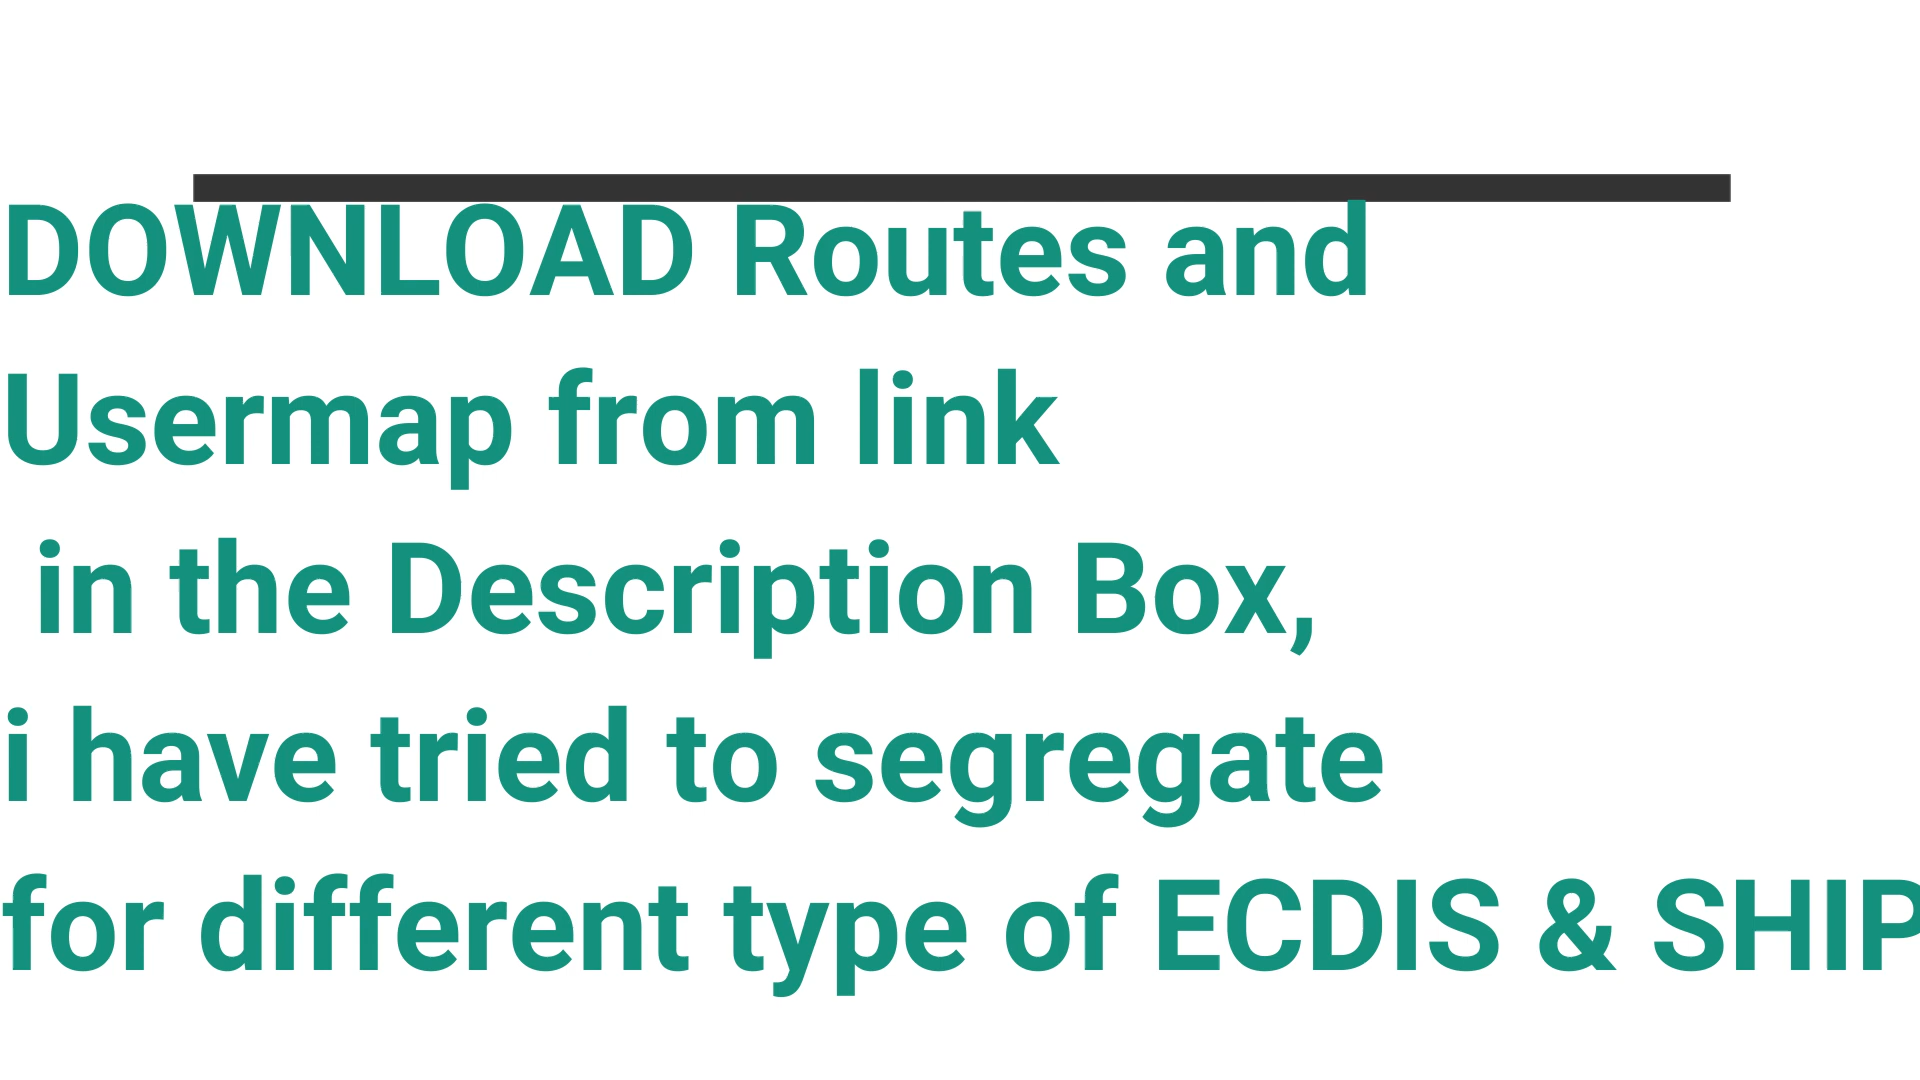 DOWNLOAD Routes and
Usermap from link
in the Description Box,
i have tried to segregate
for different type of ECDIS & SHIP